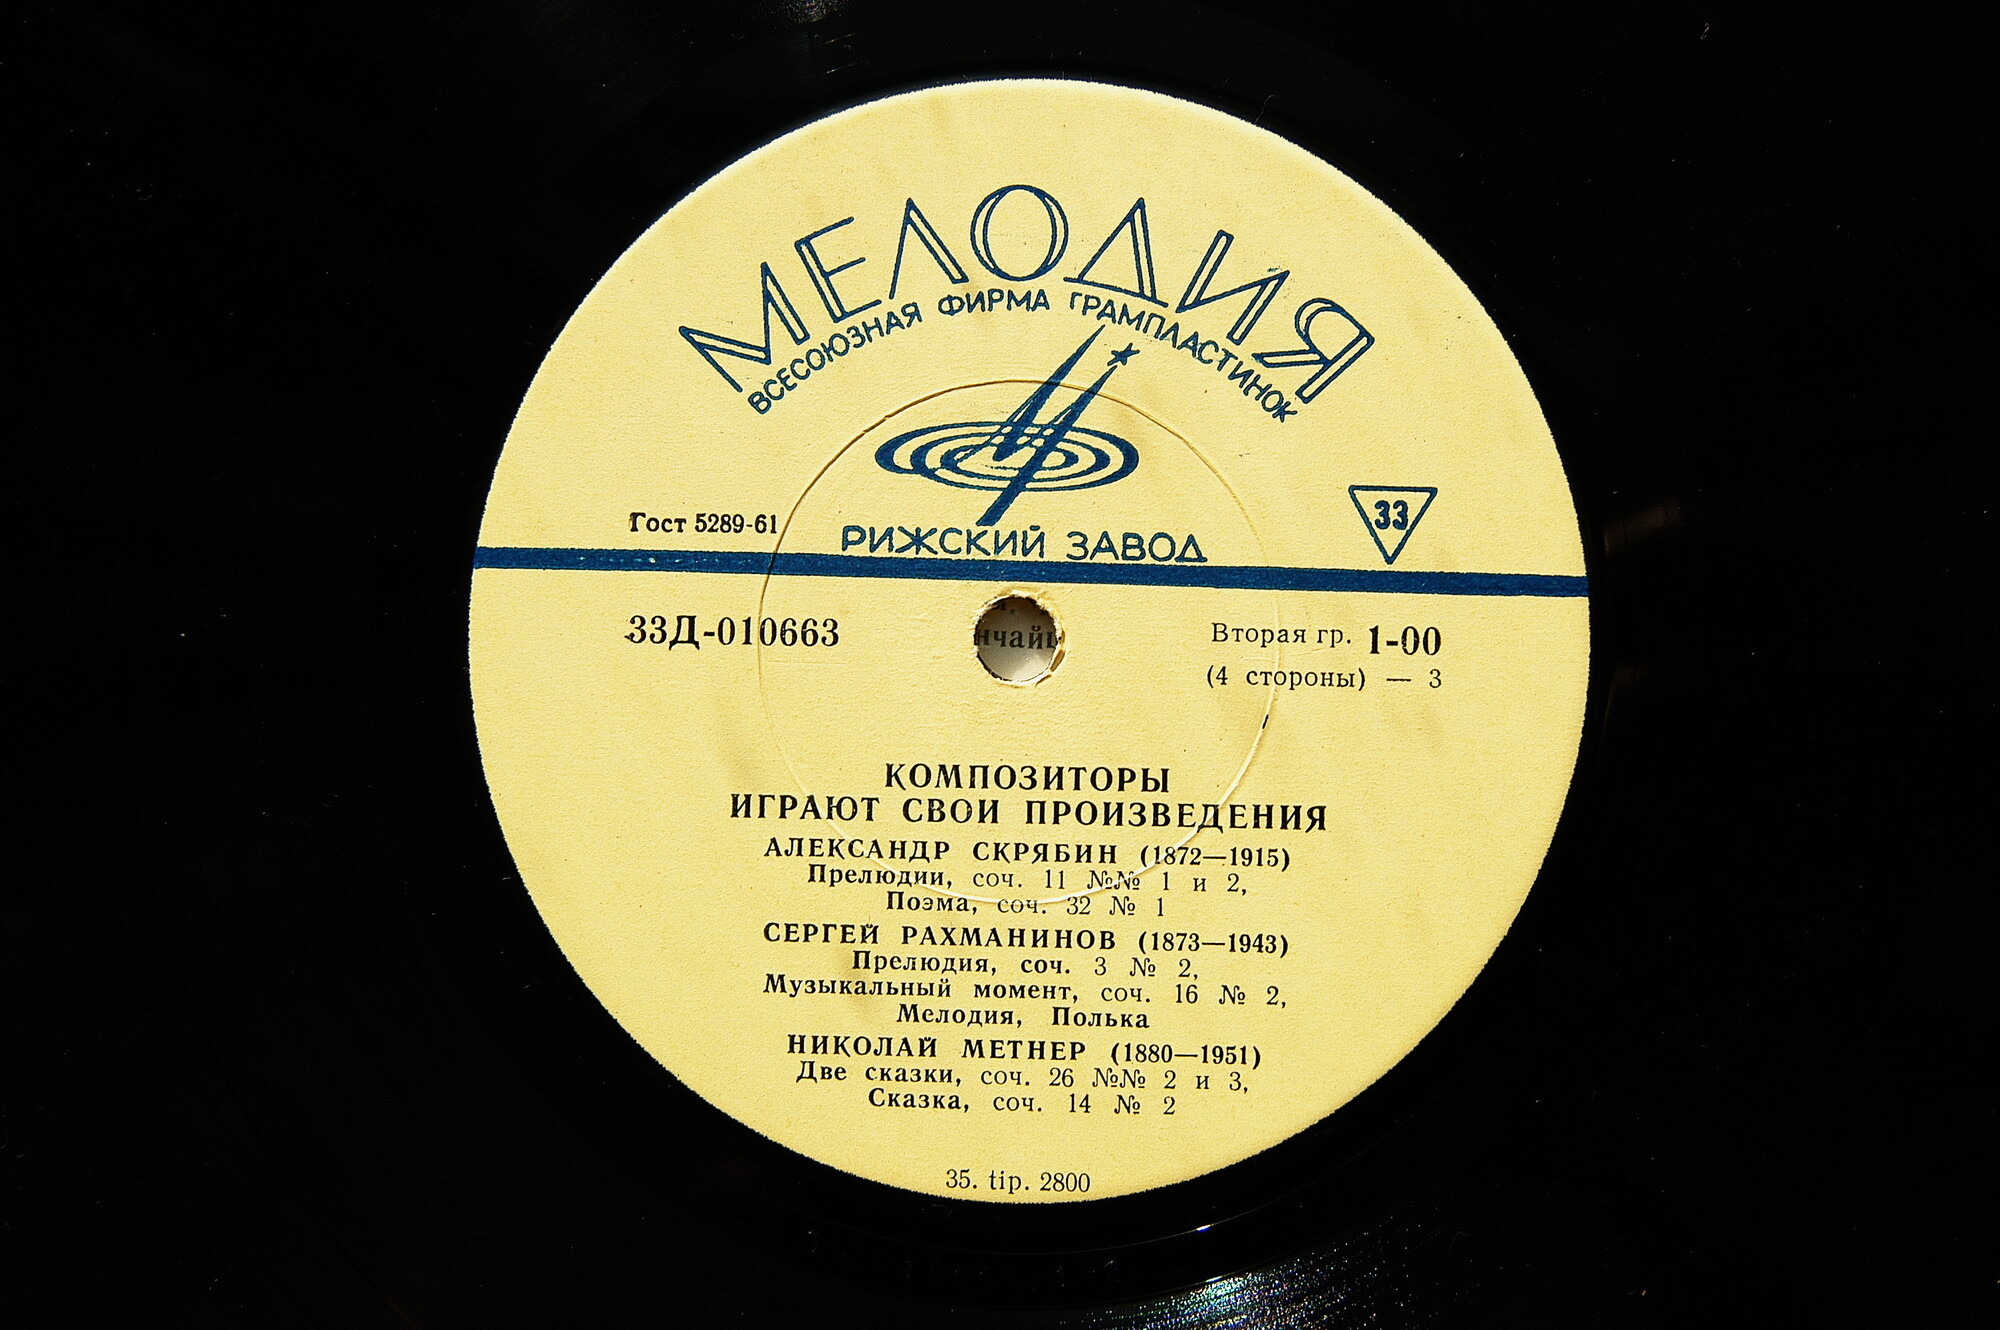 МЕЛОДИЯ
ВСЕСОЮЗНАЯ ФИРМА ГРАМПЛАСТИНОК
33
Гост 5289-61
РИЖСКИЙ ЗАВОД
33Д-010663
Вторая гр. 1-00
(4 стороны) — 3
КОМПОЗИТОРЫ
ИГРАЮТ СВОИ ПРОИЗВЕДЕНИЯ
АЛЕКСАНДР СКРЯБИН (1872—1915)
Прелюдии, соч. 11 №№ 1 и 2,
Поэма, соч. 32 № 1
СЕРГЕЙ РАХМАНИНОВ (1873—1943)
Прелюдия, соч. 3 № 2,
Музыкальный момент, соч. 16 № 2,
Мелодия, Полька
НИКОЛАЙ МЕТНЕР (1880—1951)
Две сказки, соч. 26 №№ 2 и 3,
Сказка, соч. 14 № 2
35. tip. 2800